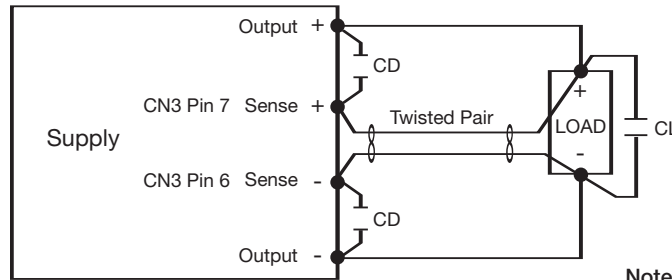 Output +
CD
CN3 Pin 7 Sense +
Twisted Pair
+
LOAD
-
CL
Supply
CN3 Pin 6 Sense -
CD
Output -
Note